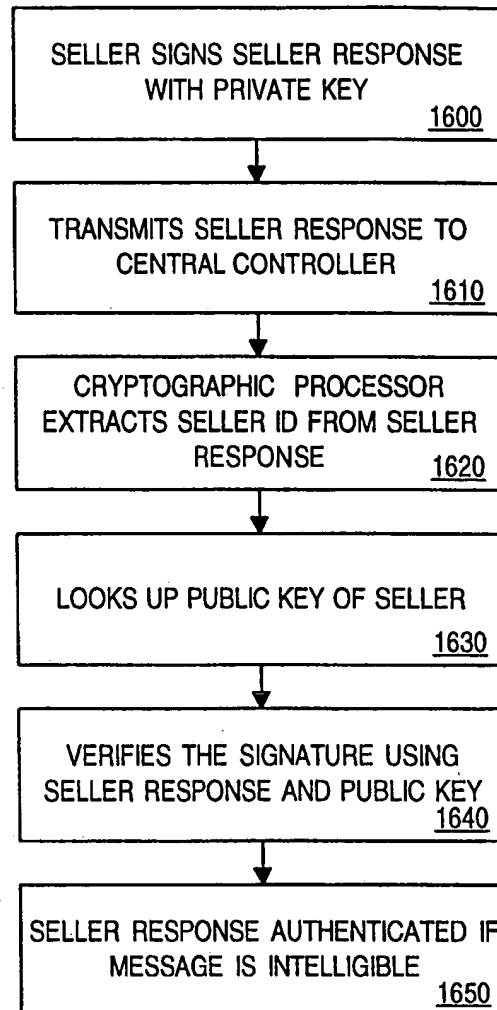 SELLER SIGNS SELLER RESPONSE
WITH PRIVATE KEY
1600
TRANSMITS SELLER RESPONSE TO
CENTRAL CONTROLLER
1610
CRYPTOGRAPHIC PROCESSOR
EXTRACTS SELLER ID FROM SELLER
RESPONSE
1620
LOOKS UP PUBLIC KEY OF SELLER
1630
VERIFIES THE SIGNATURE USING
SELLER RESPONSE AND PUBLIC KEY
1640
SELLER RESPONSE AUTHENTICATED IF
MESSAGE IS INTELLIGIBLE
1650